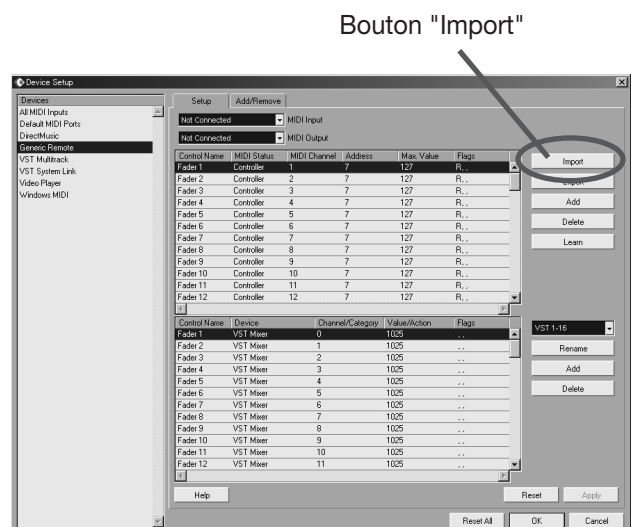 Bouton "Import"
Device Setup
Devices
All MIDI Inputs
Default MIDI Ports
DirectMusic
Generic Remote
VST Multitrack
VST System Link
Video Player
Windows MIDI
Setup Add/Remove
Not Connected MIDI Input
Not Connected MIDI Output
Control Name MIDI Status MIDI Channel Address Max. Value Flags
Fader 1 Controller 1 7 127 R, ,
Fader 2 Controller 2 7 127 R, ,
Fader 3 Controller 3 7 127 R, ,
Fader 4 Controller 4 7 127 R, ,
Fader 5 Controller 5 7 127 R, ,
Fader 6 Controller 6 7 127 R, ,
Fader 7 Controller 7 7 127 R, ,
Fader 8 Controller 8 7 127 R, ,
Fader 9 Controller 9 7 127 R, ,
Fader 10 Controller 10 7 127 R, ,
Fader 11 Controller 11 7 127 R, ,
Fader 12 Controller 12 7 127 R, ,
Import
Export
Add
Delete
Learn
Control Name Device Channel/Category Value/Action Flags
Fader 1 VST Mixer 0 1025 , ,
Fader 2 VST Mixer 1 1025 , ,
Fader 3 VST Mixer 2 1025 , ,
Fader 4 VST Mixer 3 1025 , ,
Fader 5 VST Mixer 4 1025 , ,
Fader 6 VST Mixer 5 1025 , ,
Fader 7 VST Mixer 6 1025 , ,
Fader 8 VST Mixer 7 1025 , ,
Fader 9 VST Mixer 8 1025 , ,
Fader 10 VST Mixer 9 1025 , ,
Fader 11 VST Mixer 10 1025 , ,
Fader 12 VST Mixer 11 1025 , ,
VST 1-16
Rename
Add
Delete
Help Reset Apply
Reset All OK Cancel